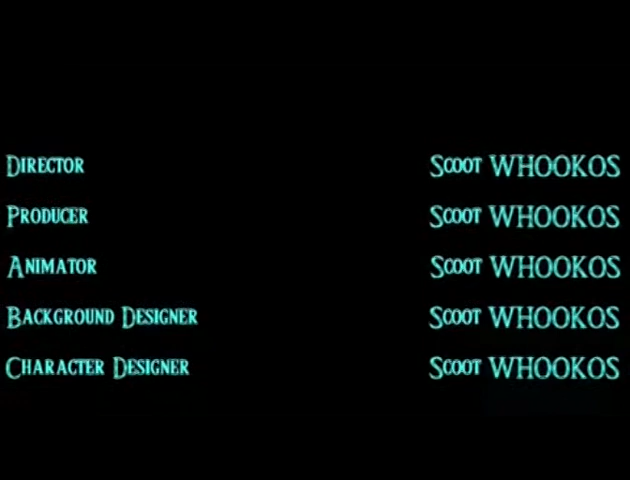 Director Scoot WHOOKOS
Producer Scoot WHOOKOS
Animator Scoot WHOOKOS
Background Designer Scoot WHOOKOS
Character Designer Scoot WHOOKOS